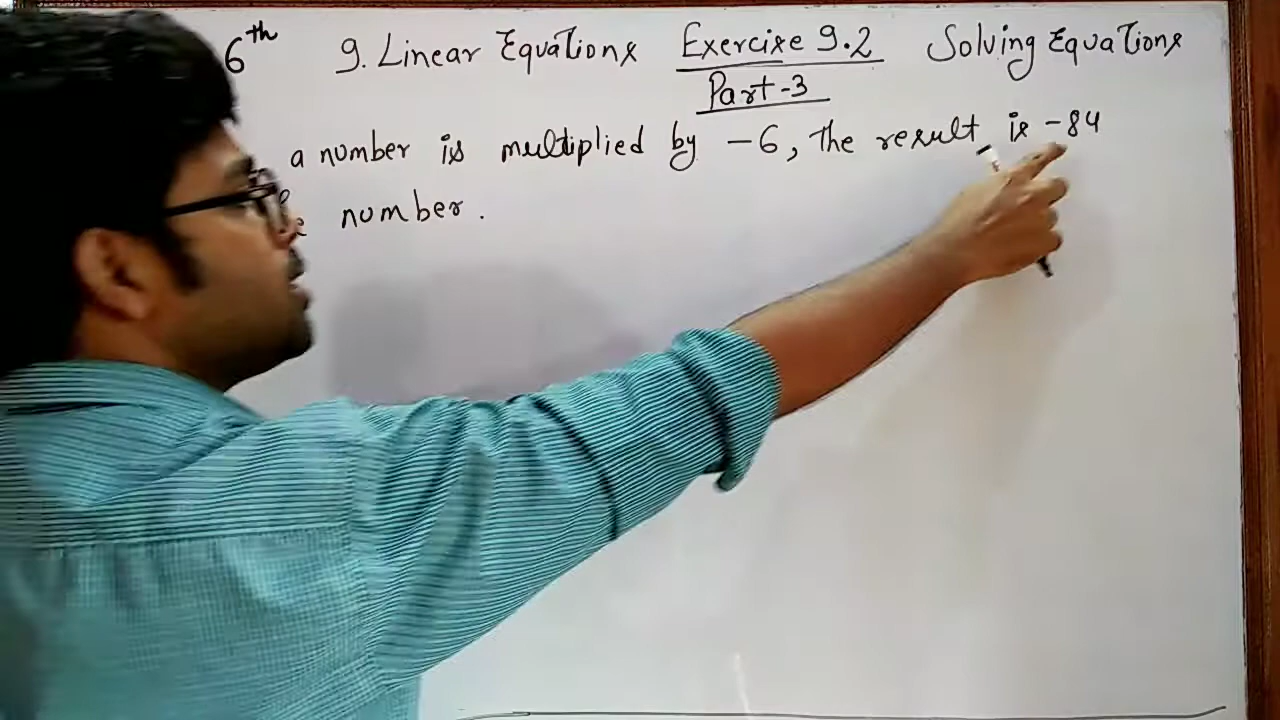 6th 9. Linear Equations Exercise 9.2 Solving Equations
Part-3
a number is multiplied by -6, the result is -84
number.